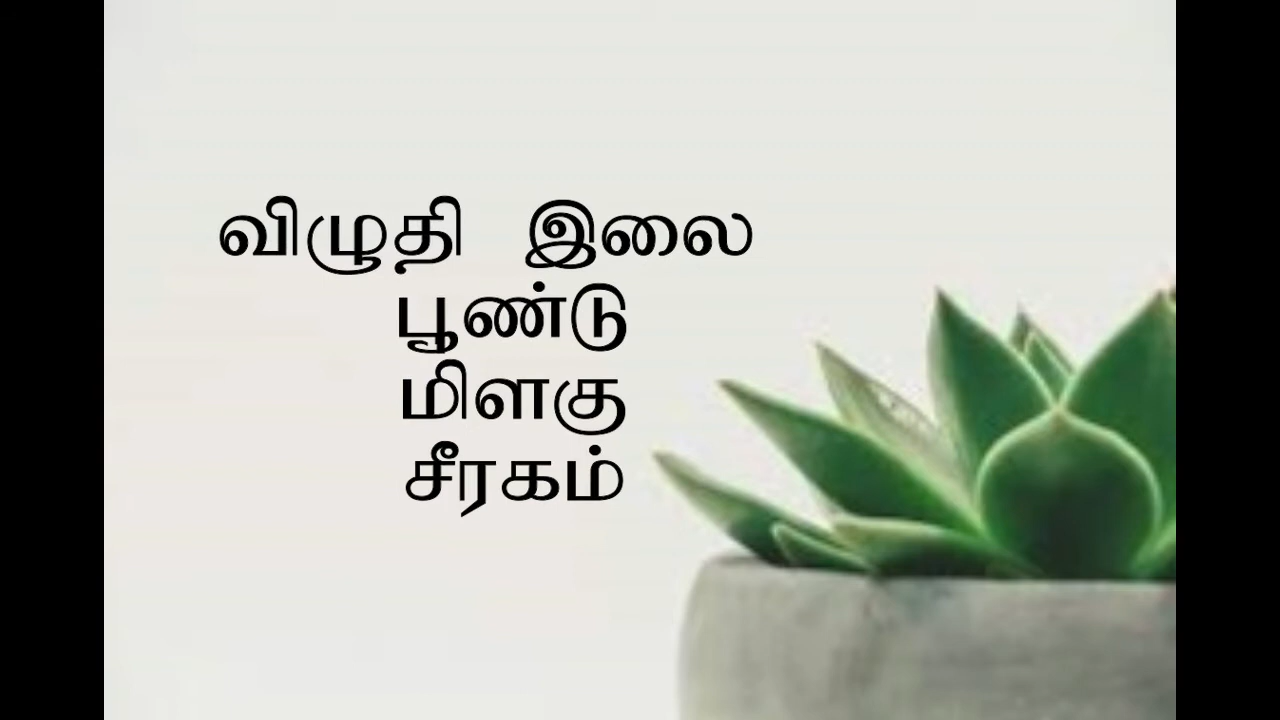 விழுதி இலை
பூண்டு
மிளகு
சீரகம்